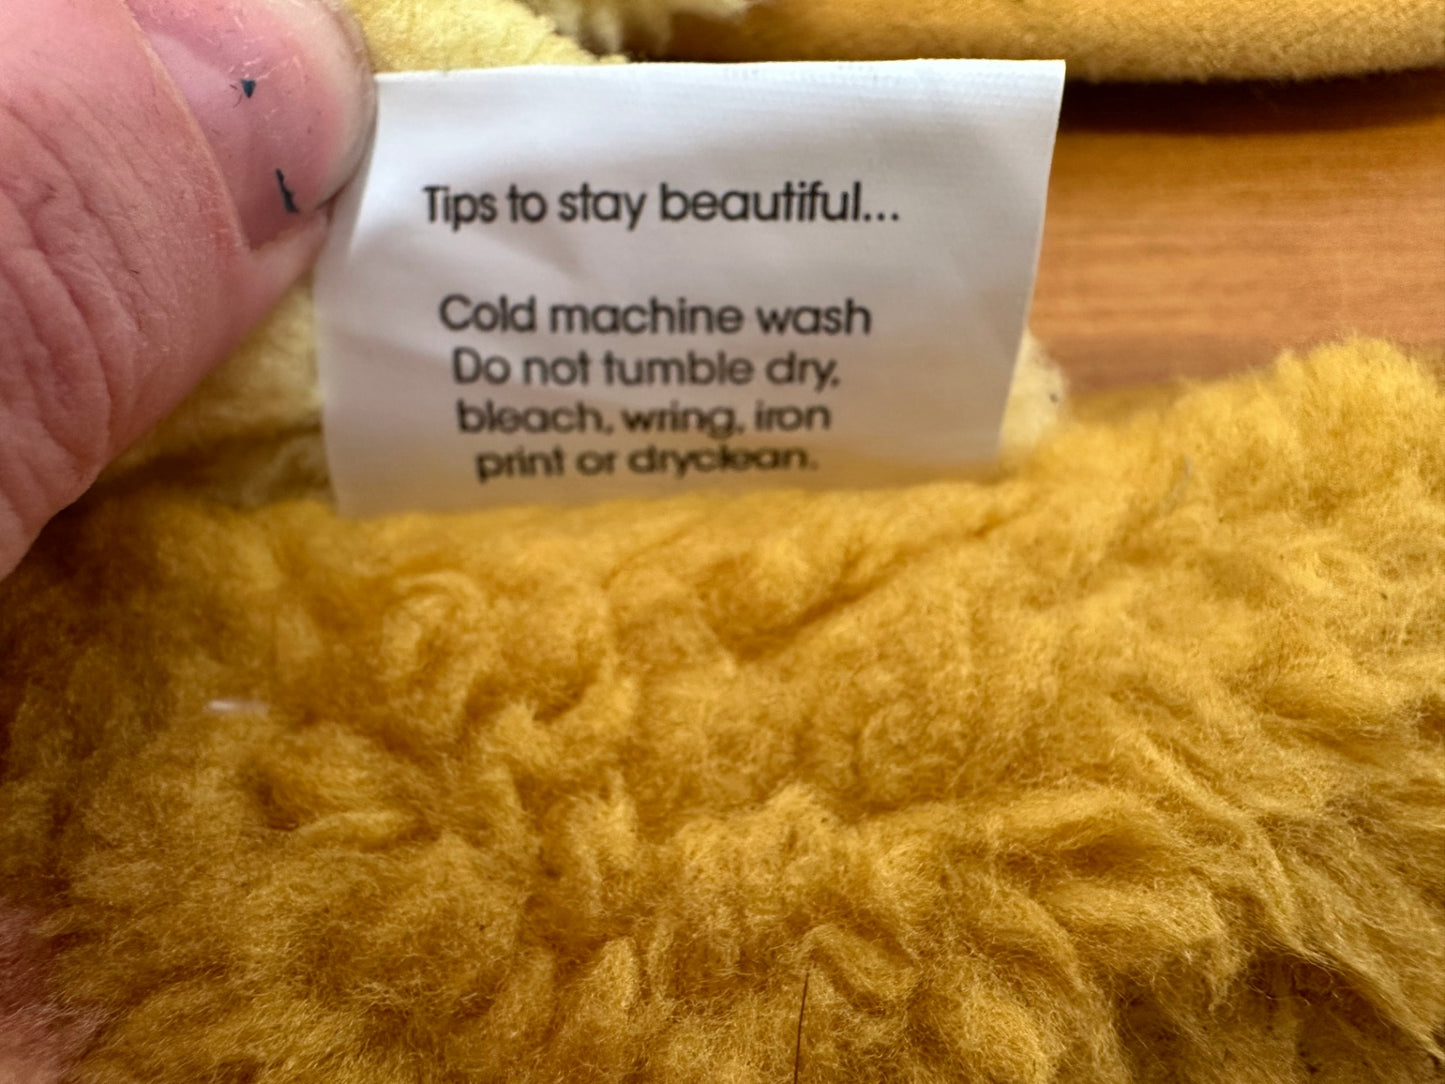 Tips to stay beautiful...
Cold machine wash
Do not tumble dry,
bleach, wring, iron
print or dryclean.